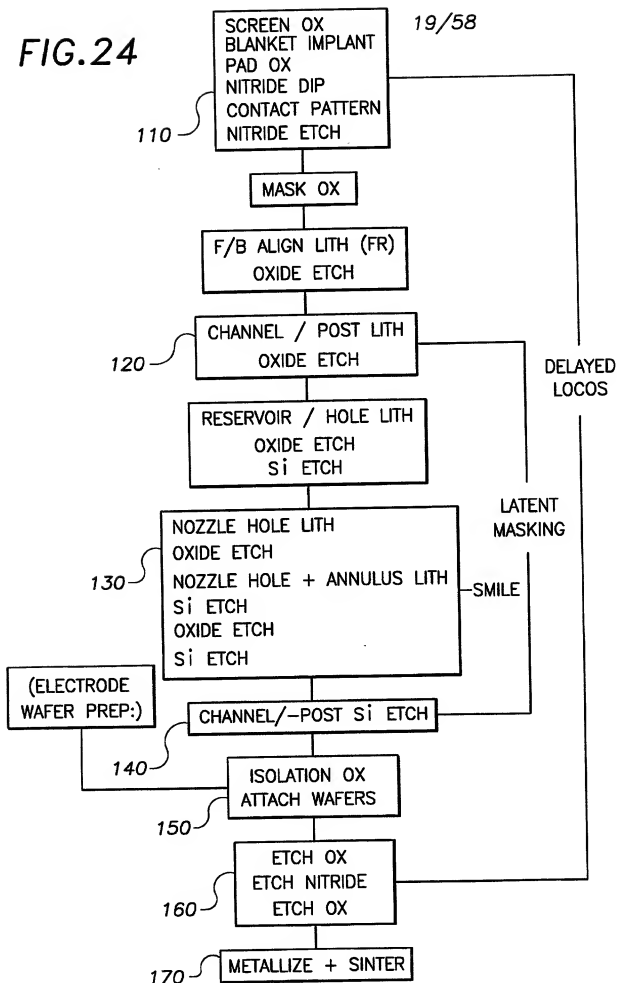 FIG.24
19/58
SCREEN OX
BLANKET IMPLANT
PAD OX
NITRIDE DIP
CONTACT PATTERN
NITRIDE ETCH
110
MASK OX
F/B ALIGN LITH (FR)
OXIDE ETCH
CHANNEL / POST LITH
OXIDE ETCH
120
DELAYED
LOCOS
RESERVOIR / HOLE LITH
OXIDE ETCH
Si ETCH
LATENT
MASKING
NOZZLE HOLE LITH
OXIDE ETCH
NOZZLE HOLE + ANNULUS LITH
Si ETCH
OXIDE ETCH
Si ETCH
130
SMILE
(ELECTRODE
WAFER PREP:)
CHANNEL/-POST Si ETCH
140
ISOLATION OX
ATTACH WAFERS
150
ETCH OX
ETCH NITRIDE
ETCH OX
160
METALLIZE + SINTER
170